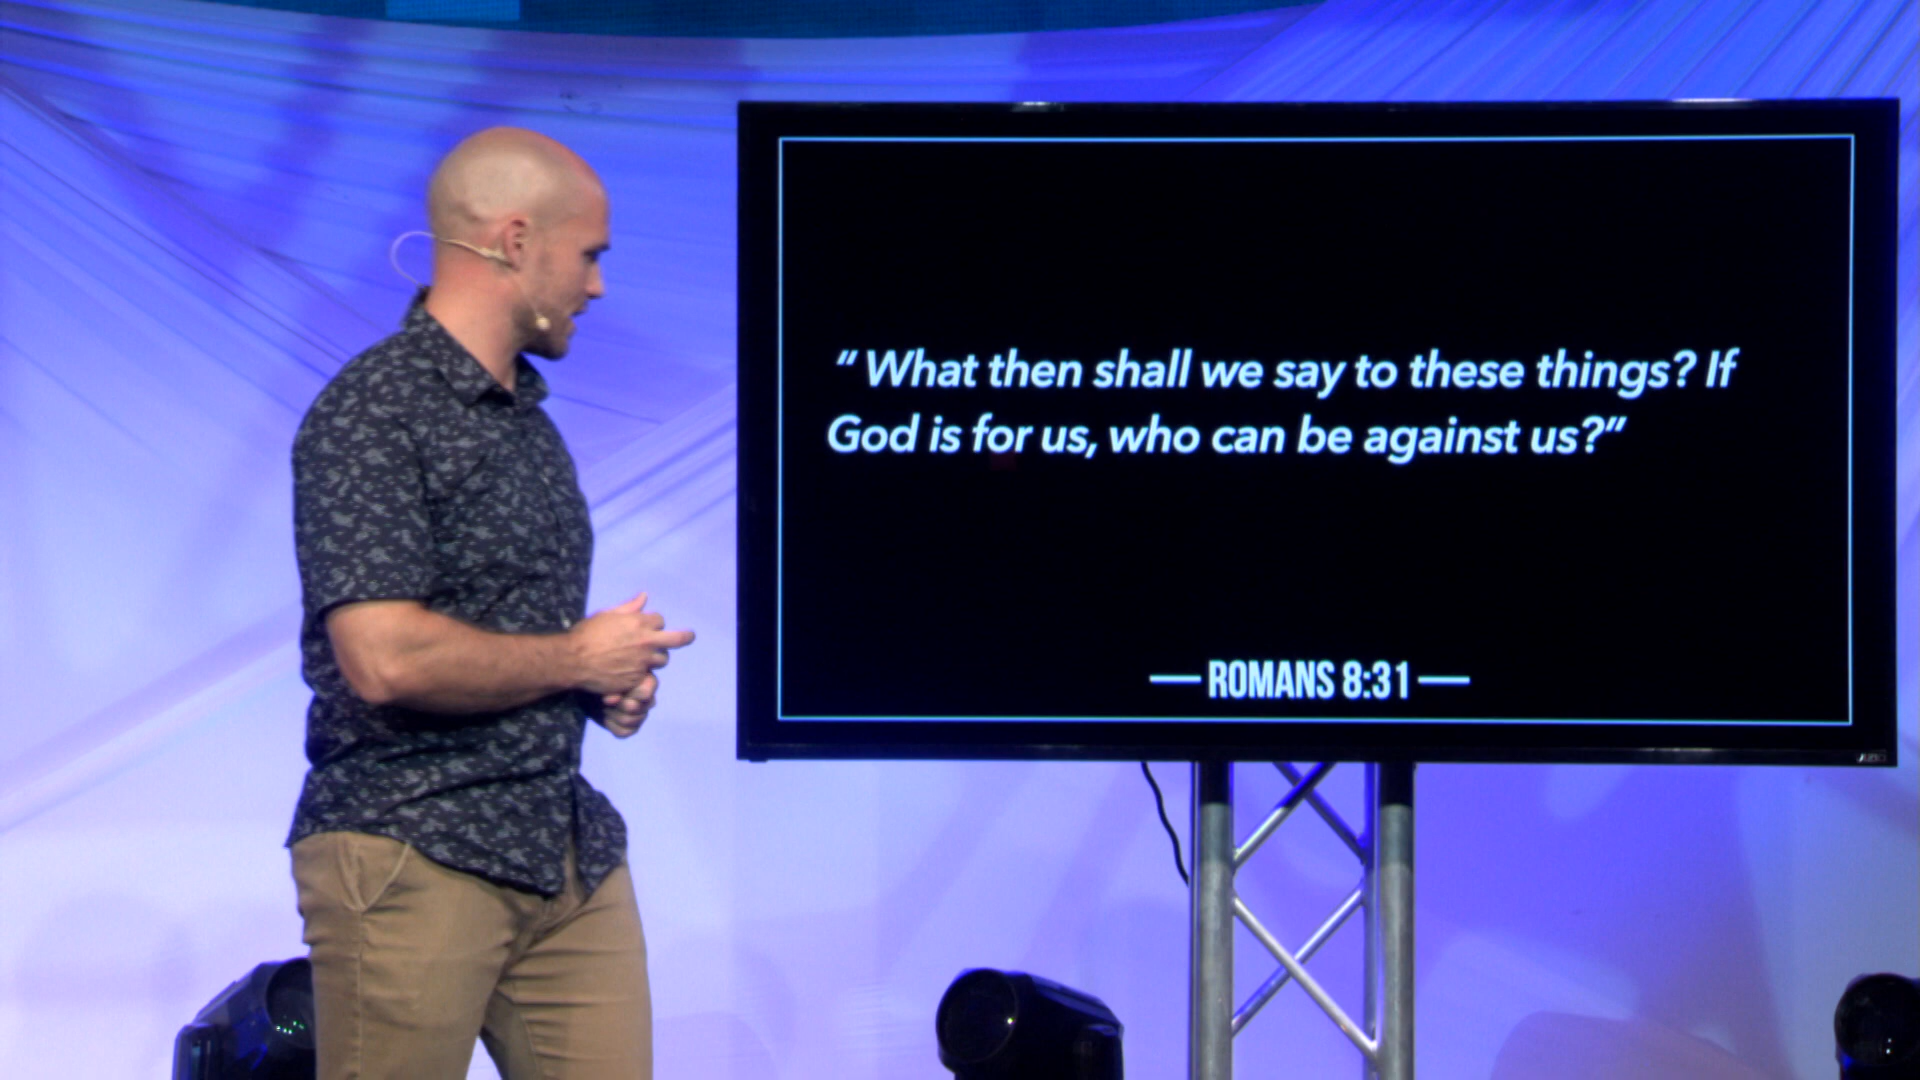 “ What then shall we say to these things? If
God is for us, who can be against us?”
ROMANS 8:31